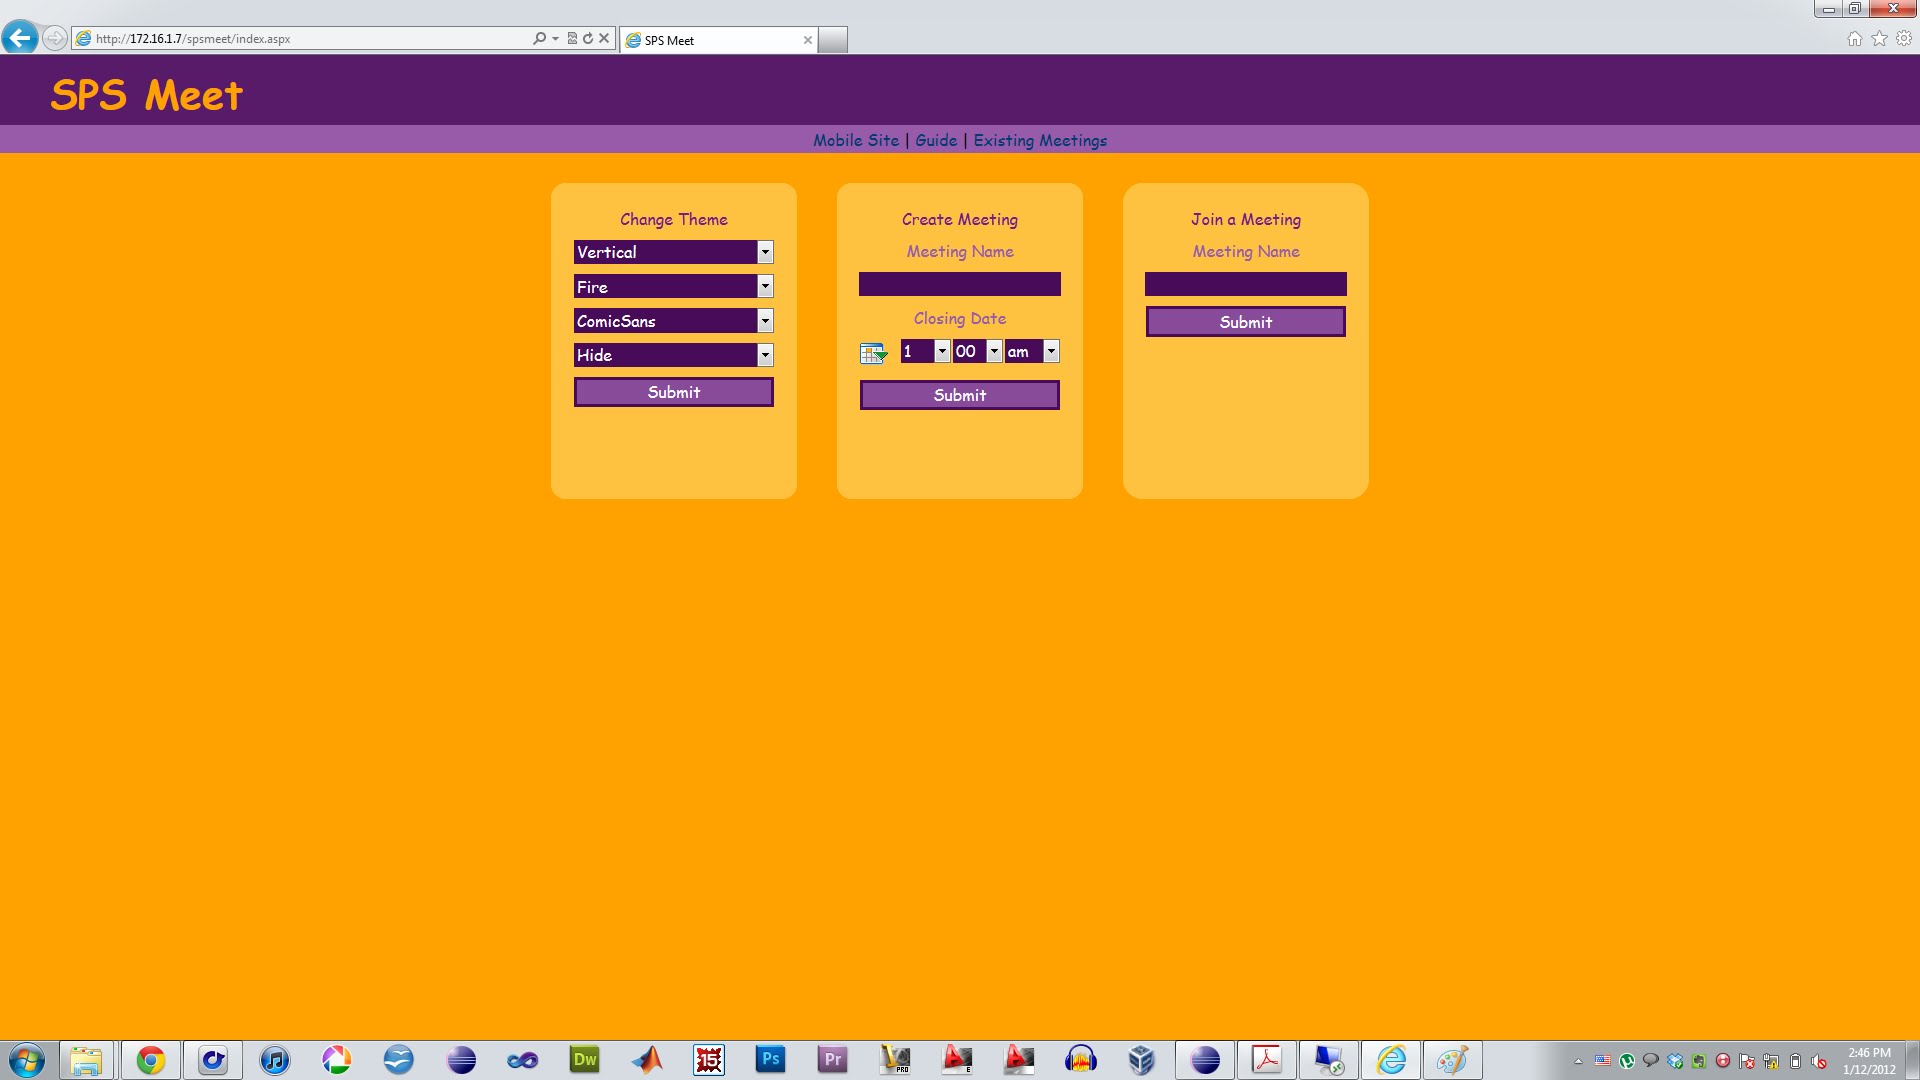 http://172.16.1.7/spsmeet/index.aspx
SPS Meet
SPS Meet
Mobile Site | Guide | Existing Meetings
Change Theme
Vertical
Fire
ComicSans
Hide
Submit
Create Meeting
Meeting Name
Closing Date
1 00 am
Submit
Join a Meeting
Meeting Name
Submit
Dw
15
Ps
Pr
PRO
E
2:46 PM
1/12/2012